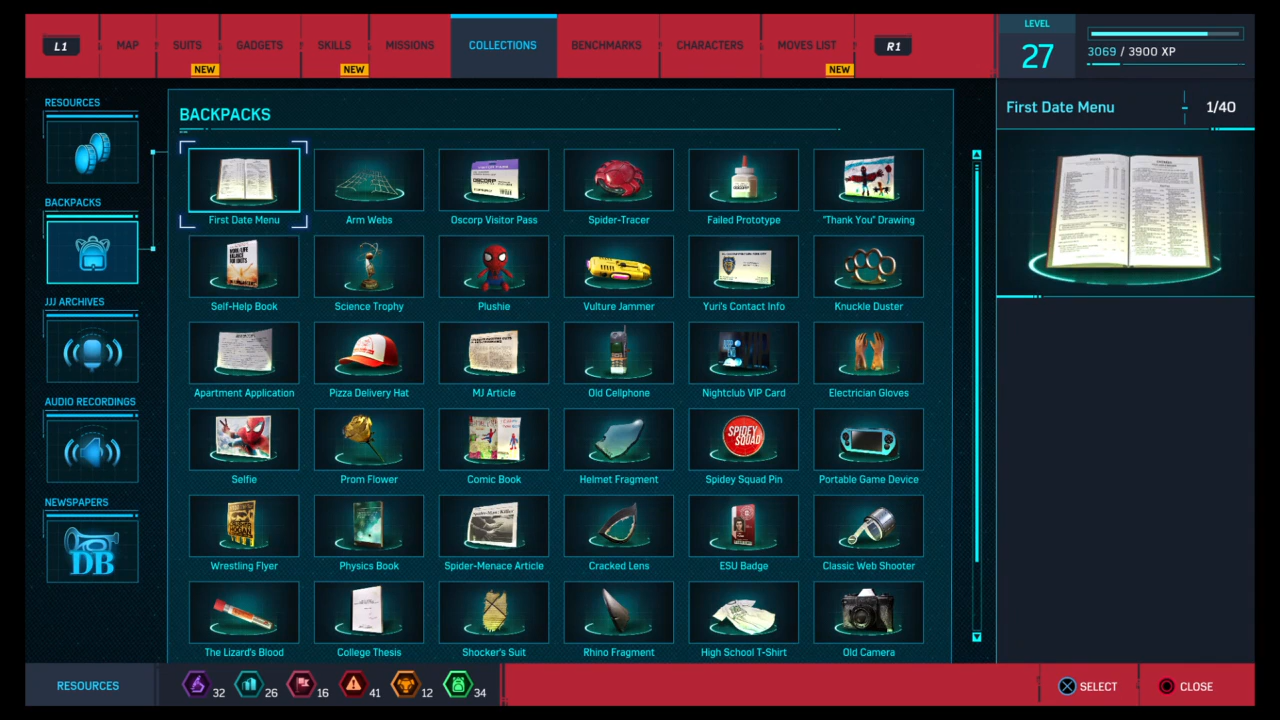 L1
MAP
SUITS
NEW
GADGETS
SKILLS
NEW
MISSIONS
COLLECTIONS
BENCHMARKS
CHARACTERS
MOVES LIST
NEW
R1
LEVEL
27
3069 / 3900 XP
RESOURCES
BACKPACKS
JJJ ARCHIVES
AUDIO RECORDINGS
NEWSPAPERS
DB
BACKPACKS
First Date Menu
Arm Webs
OSCORP
Oscorp Visitor Pass
Spider-Tracer
Failed Prototype
"Thank You" Drawing
Self-Help Book
Science Trophy
Plushie
Vulture Jammer
Yuri's Contact Info
Knuckle Duster
Apartment Application
Pizza Delivery Hat
MJ Article
Old Cellphone
Nightclub VIP Card
Electrician Gloves
Selfie
Prom Flower
Comic Book
Helmet Fragment
SPIDEY
SQUAD
Spidey Squad Pin
Portable Game Device
Wrestling Flyer
Physics Book
Spider-Menace Article
Cracked Lens
ESU Badge
Classic Web Shooter
The Lizard's Blood
College Thesis
Shocker's Suit
Rhino Fragment
High School T-Shirt
Old Camera
First Date Menu
1/40
RESOURCES
32
26
16
41
12
34
SELECT
CLOSE